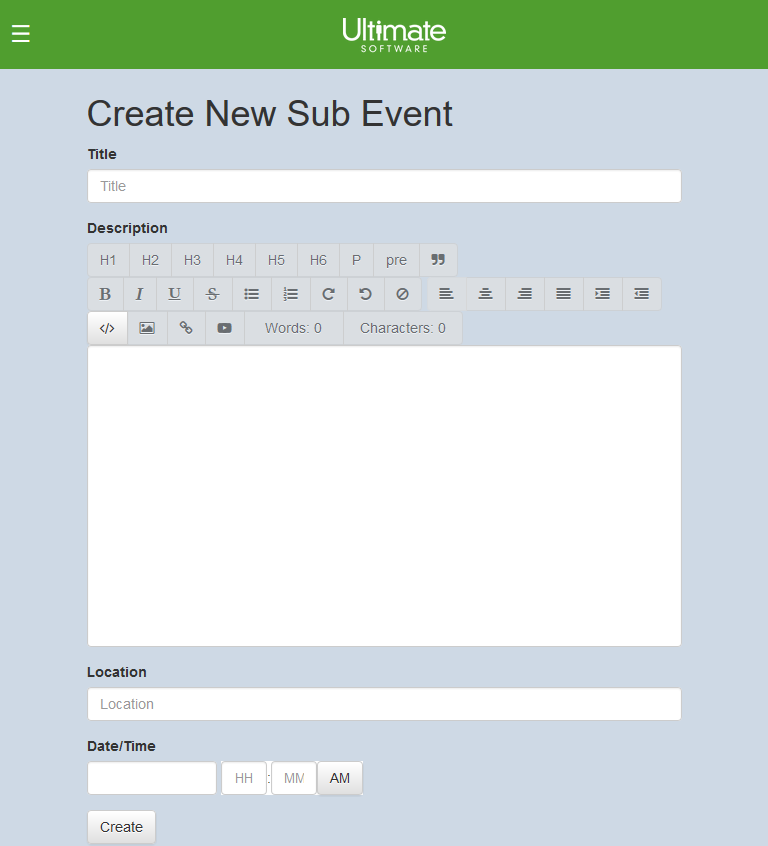 Ultimate
SOFTWARE
Create New Sub Event
Title
Title
Description
H1 H2 H3 H4 H5 H6 P pre
B I U S
Words: 0 Characters: 0
Location
Location
Date/Time
HH : MM AM
Create